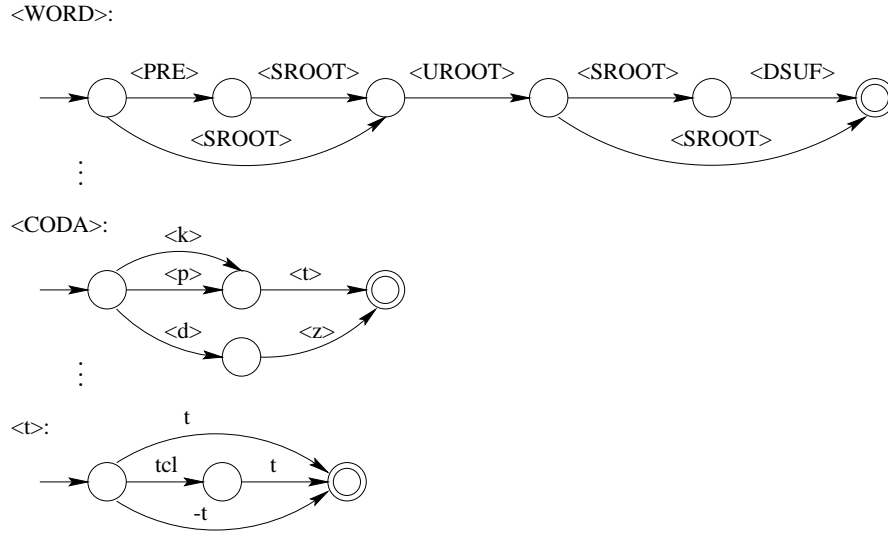 <WORD>:
<PRE> <SROOT> <UROOT> <SROOT> <DSUF>
<SROOT> <SROOT>
<CODA>:
<k>
<p> <t>
<d> <z>
<t>:
t
tcl t
-t